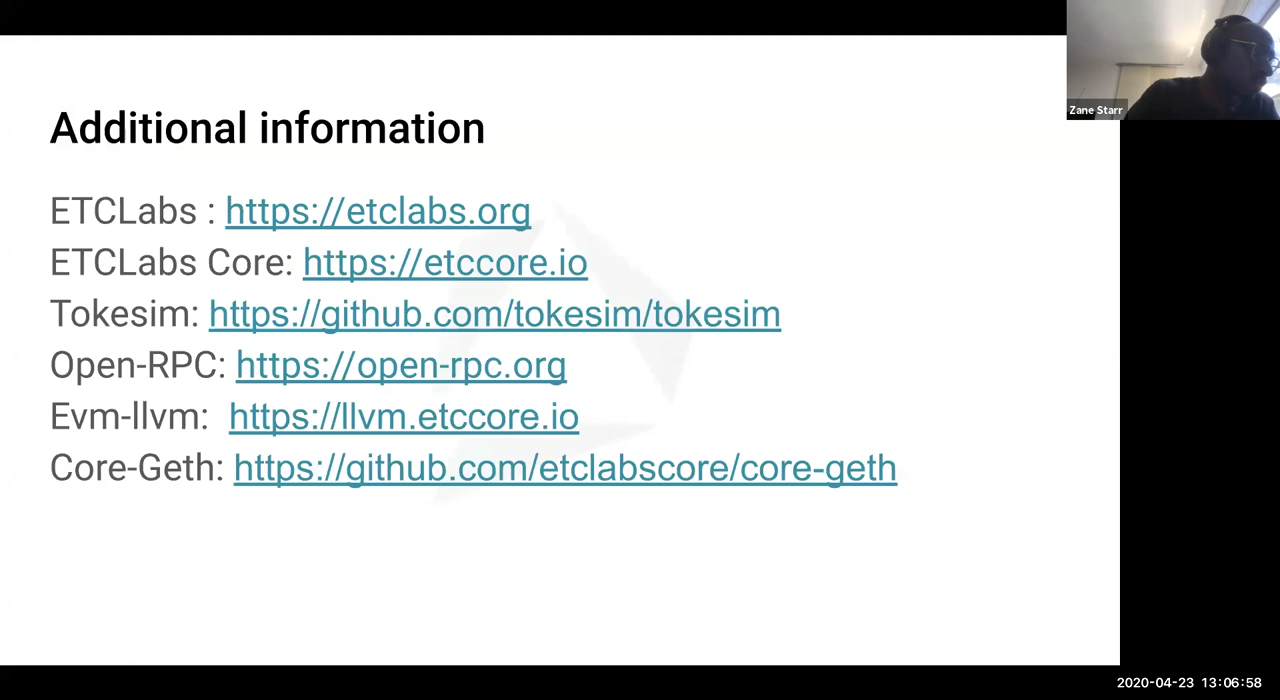 Zane Starr
Additional information
ETCLabs : https://etclabs.org
ETCLabs Core: https://etccore.io
Tokesim: https://github.com/tokesim/tokesim
Open-RPC: https://open-rpc.org
Evm-llvm: https://llvm.etccore.io
Core-Geth: https://github.com/etclabscore/core-geth
2020-04-23 13:06:58